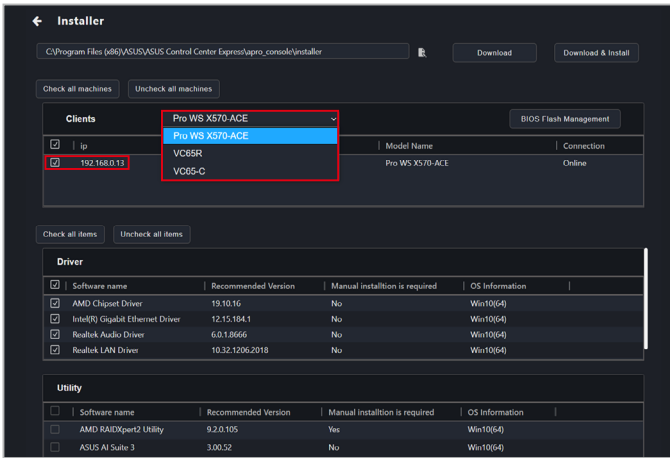 Installer
C:\Program Files (x86)\ASUS\ASUS Control Center Express\apro_console\installer
Download
Download & Install
Check all machines
Uncheck all machines
Clients
Pro WS X570-ACE
BIOS Flash Management
Pro WS X570-ACE
VC65R
VC65-C
ip
Model Name
Connection
192.168.0.13
Pro WS X570-ACE
Online
Check all items
Uncheck all items
Driver
Software name
Recommended Version
Manual installtion is required
OS Information
AMD Chipset Driver
19.10.16
No
Win10(64)
Intel(R) Gigabit Ethernet Driver
12.15.184.1
No
Win10(64)
Realtek Audio Driver
6.0.1.8666
No
Win10(64)
Realtek LAN Driver
10.32.1206.2018
No
Win10(64)
Utility
Software name
Recommended Version
Manual installtion is required
OS Information
AMD RAIDXpert2 Utility
9.2.0.105
Yes
Win10(64)
ASUS AI Suite 3
3.00.52
No
Win10(64)